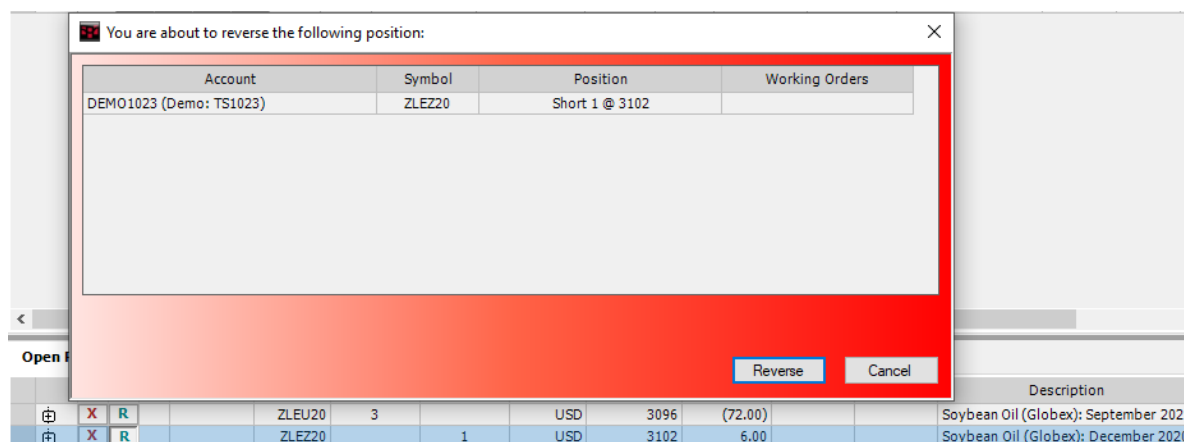 You are about to reverse the following position:
Account Symbol Position Working Orders
DEMO1023 (Demo: TS1023) ZLEZ20 Short 1 @ 3102
Reverse Cancel
Open
Description
X R ZLEU20 3 USD 3096 (72.00) Soybean Oil (Globex): September 202
X R ZLEZ20 1 USD 3102 6.00 Soybean Oil (Globex): December 2020